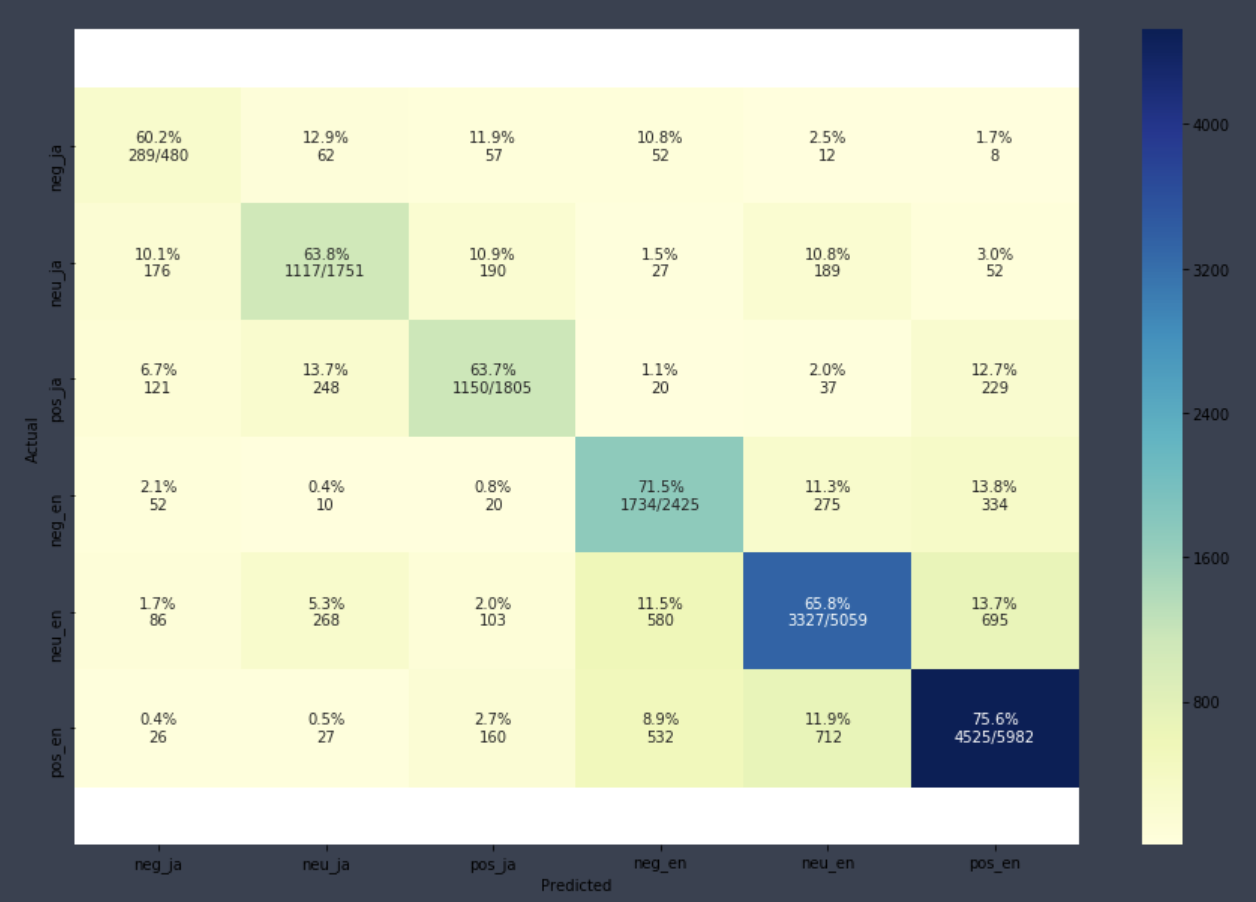 60.2% 12.9% 11.9% 10.8% 2.5% 1.7%
289/480 62 57 52 12 8
neg_ja
10.1% 63.8% 10.9% 1.5% 10.8% 3.0%
176 1117/1751 190 27 189 52
neu_ja
6.7% 13.7% 63.7% 1.1% 2.0% 12.7%
121 248 1150/1805 20 37 229
pos_ja
Actual
2.1% 0.4% 0.8% 71.5% 11.3% 13.8%
52 10 20 1734/2425 275 334
neg_en
1.7% 5.3% 2.0% 11.5% 65.8% 13.7%
86 268 103 580 3327/5059 695
neu_en
0.4% 0.5% 2.7% 8.9% 11.9% 75.6%
26 27 160 532 712 4525/5982
pos_en
neg_ja neu_ja pos_ja neg_en neu_en pos_en
Predicted
4000
3200
2400
1600
800